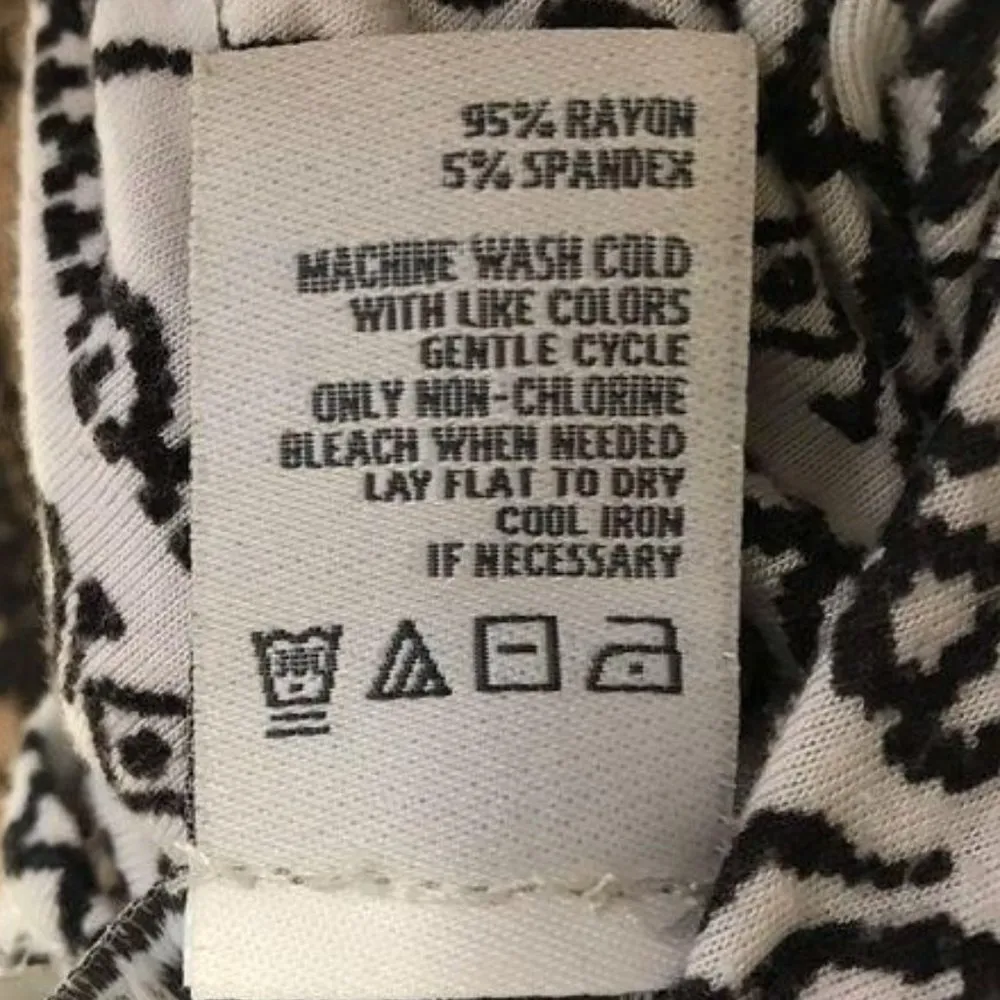 95% RAYON
5% SPANDEX
MACHINE WASH COLD
WITH LIKE COLORS
GENTLE CYCLE
ONLY NON-CHLORINE
BLEACH WHEN NEEDED
LAY FLAT TO DRY
COOL IRON
IF NECESSARY